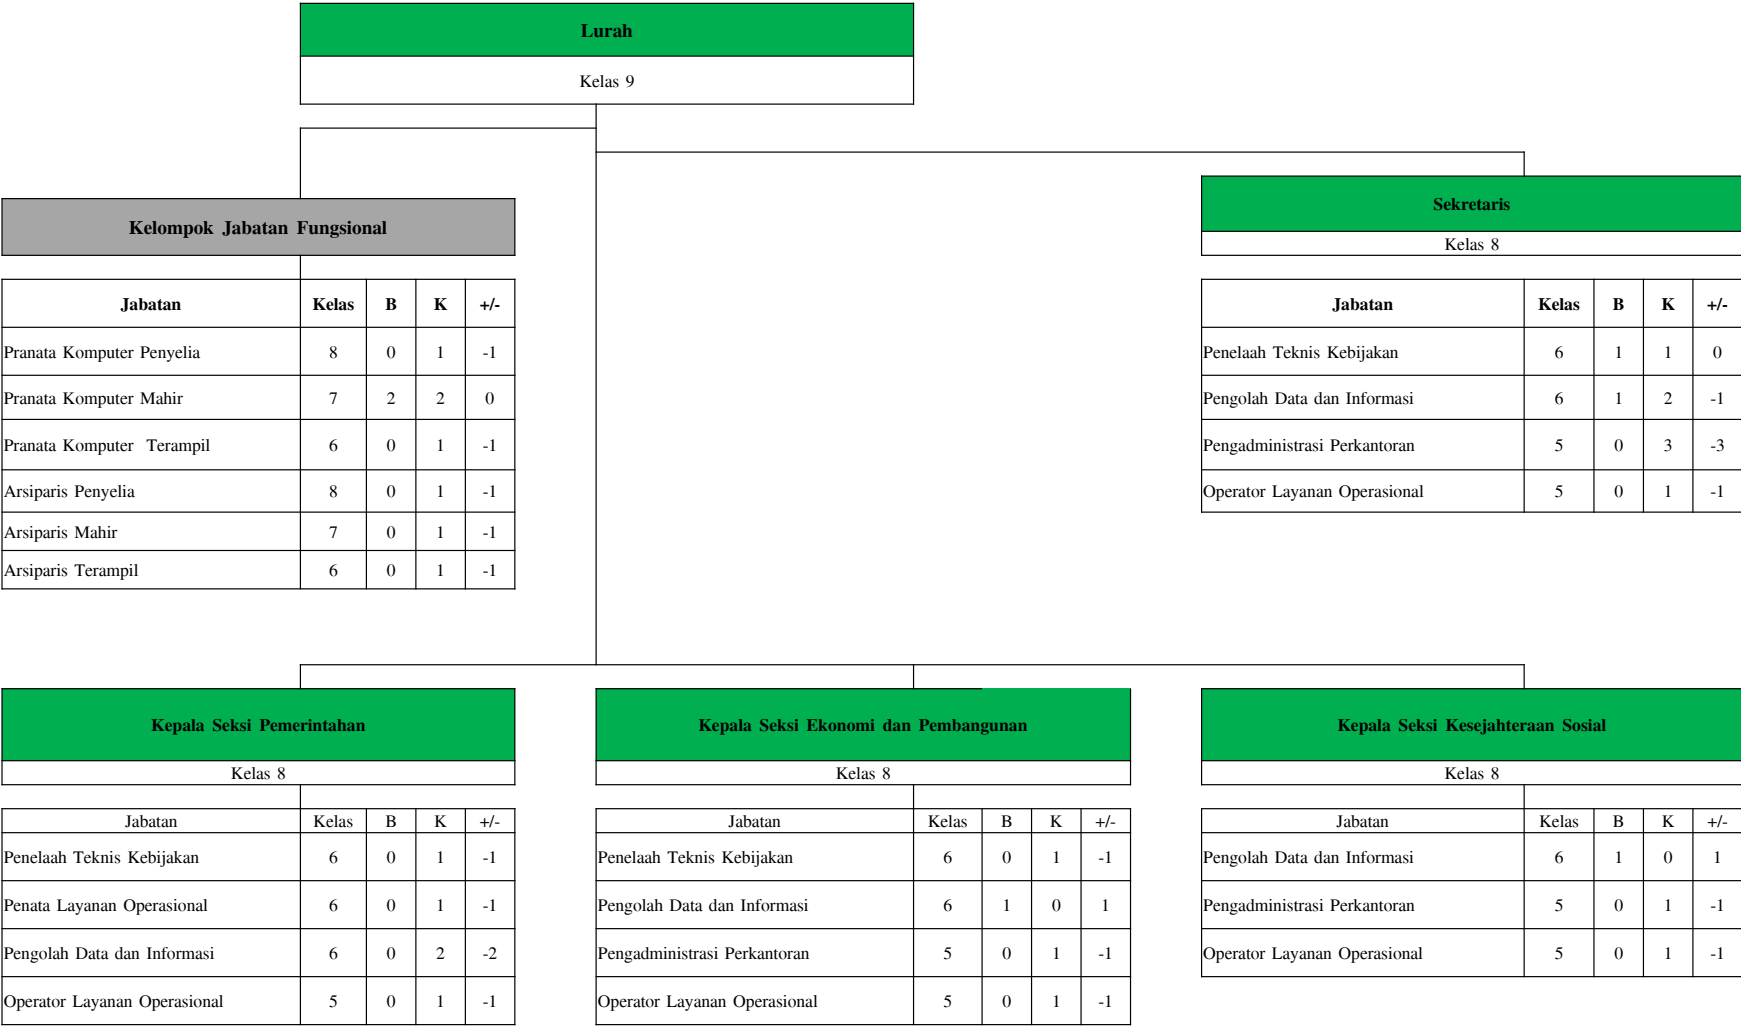 Lurah
Kelas 9
Kelompok Jabatan Fungsional
Jabatan Kelas B K +/-
Pranata Komputer Penyelia 8 0 1 -1
Pranata Komputer Mahir 7 2 2 0
Pranata Komputer Terampil 6 0 1 -1
Arsiparis Penyelia 8 0 1 -1
Arsiparis Mahir 7 0 1 -1
Arsiparis Terampil 6 0 1 -1
Sekretaris
Kelas 8
Jabatan Kelas B K +/-
Penelaah Teknis Kebijakan 6 1 1 0
Pengolah Data dan Informasi 6 1 2 -1
Pengadministrasi Perkantoran 5 0 3 -3
Operator Layanan Operasional 5 0 1 -1
Kepala Seksi Pemerintahan
Kelas 8
Jabatan Kelas B K +/-
Penelaah Teknis Kebijakan 6 0 1 -1
Penata Layanan Operasional 6 0 1 -1
Pengolah Data dan Informasi 6 0 2 -2
Operator Layanan Operasional 5 0 1 -1
Kepala Seksi Ekonomi dan Pembangunan
Kelas 8
Jabatan Kelas B K +/-
Penelaah Teknis Kebijakan 6 0 1 -1
Pengolah Data dan Informasi 6 1 0 1
Pengadministrasi Perkantoran 5 0 1 -1
Operator Layanan Operasional 5 0 1 -1
Kepala Seksi Kesejahteraan Sosial
Kelas 8
Jabatan Kelas B K +/-
Pengolah Data dan Informasi 6 1 0 1
Pengadministrasi Perkantoran 5 0 1 -1
Operator Layanan Operasional 5 0 1 -1